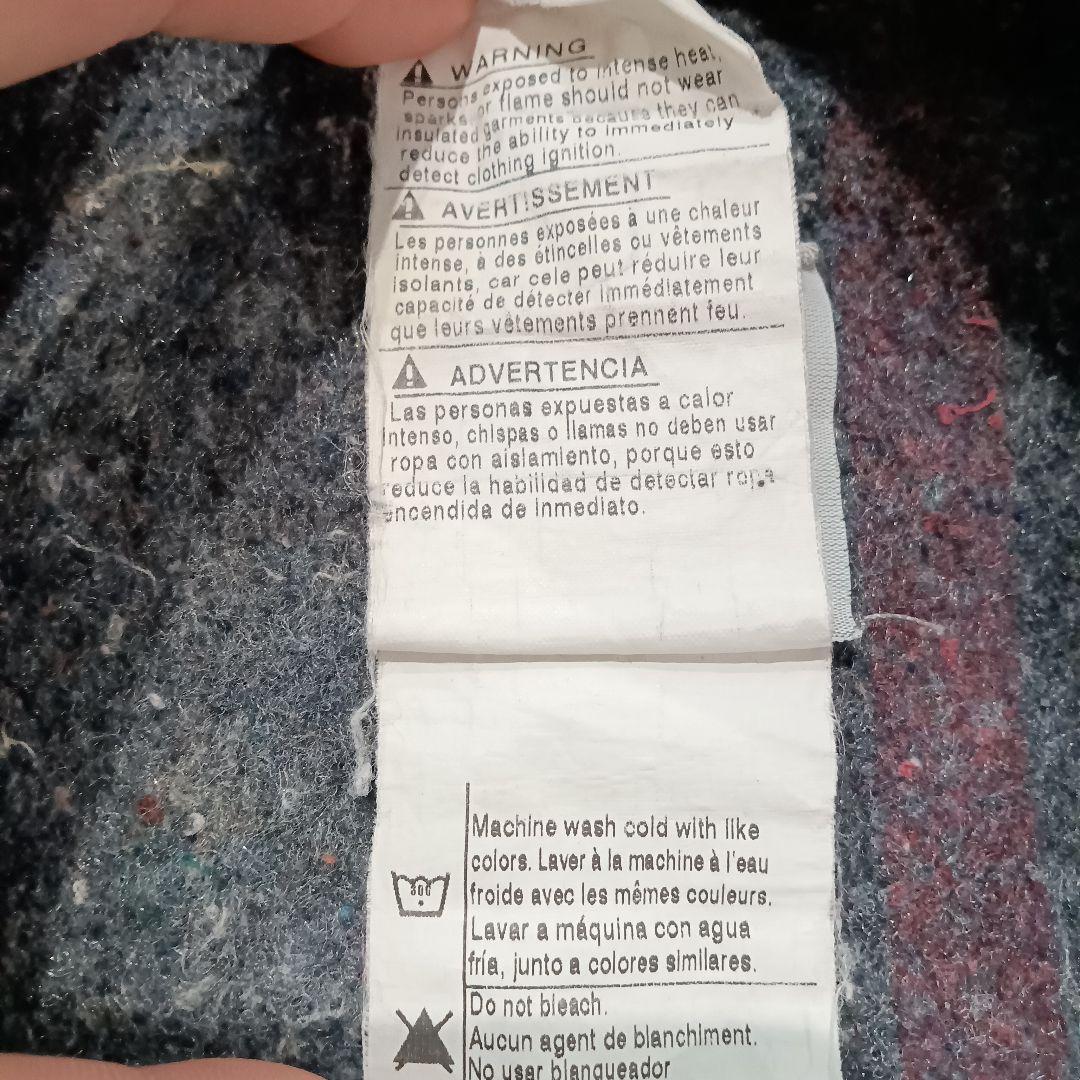 WARNING
Persons exposed to intense heat,
sparks or flame should not wear
insulated garments because they can
reduce the ability to immediately
detect clothing ignition.
AVERTISSEMENT
Les personnes exposées à une chaleur
intense, à des étincelles ou vêtements
isolants, car cele peut réduire leur
capacité de détecter immédiatement
que leurs vêtements prennent feu.
ADVERTENCIA
Las personas expuestas a calor
intenso, chispas o llamas no deben usar
ropa con aislamiento, porque esto
reduce la habilidad de detectar ropa
encendida de inmediato.
Machine wash cold with like
colors. Laver à la machine à l'eau
froide avec les mêmes couleurs.
Lavar a máquina con agua
fría, junto a colores similares.
Do not bleach.
Aucun agent de blanchiment.
No usar blanqueador